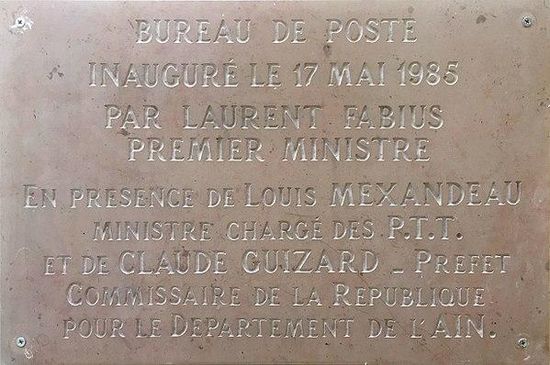 BUREAU DE POSTE
INAUGURÉ LE 17 MAI 1985
PAR LAURENT FABIUS
PREMIER MINISTRE
EN PRESENCE DE LOUIS MEXANDEAU
MINISTRE CHARGÉ DES P.T.T.
ET DE CLAUDE GUIZARD _ PREFET
COMMISSAIRE DE LA REPUBLIQUE
POUR LE DEPARTEMENT DE L'AIN.